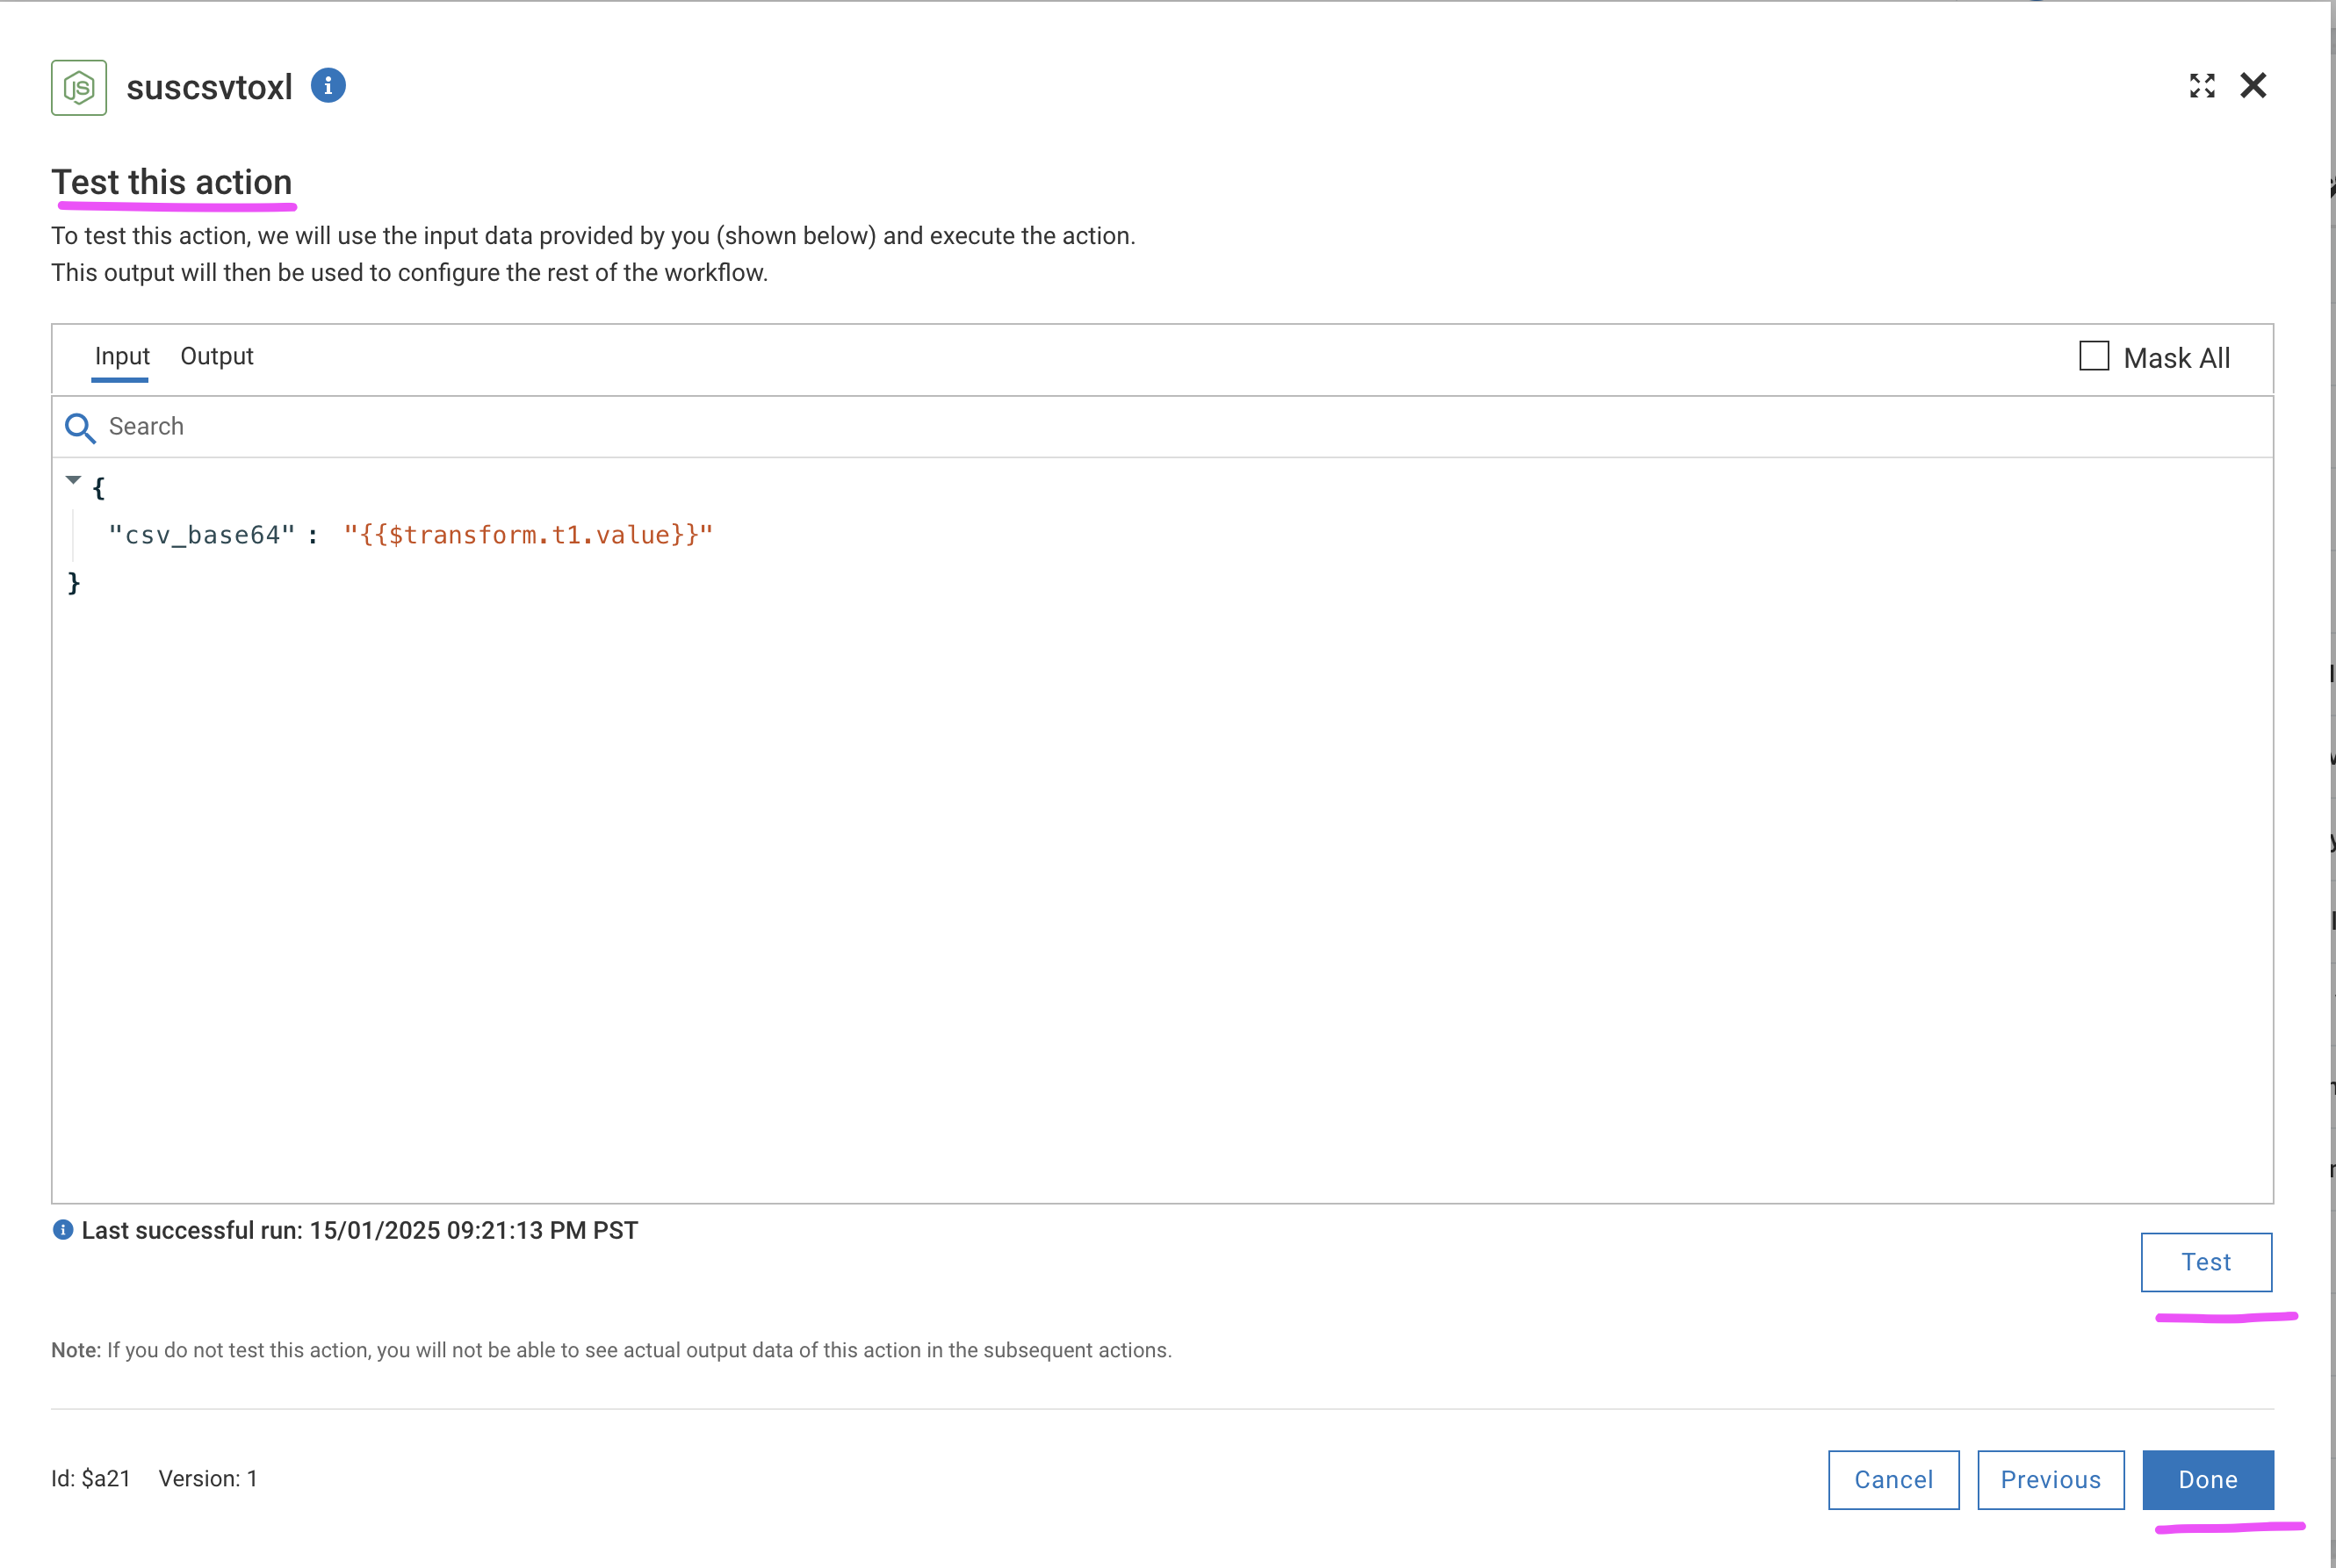 JS suscsvtoxl i
Test this action
To test this action, we will use the input data provided by you (shown below) and execute the action.
This output will then be used to configure the rest of the workflow.
Input Output Mask All
Search
{
"csv_base64" : "{{$transform.t1.value}}"
}
i Last successful run: 15/01/2025 09:21:13 PM PST
Test
Note: If you do not test this action, you will not be able to see actual output data of this action in the subsequent actions.
Id: $a21 Version: 1 Cancel Previous Done